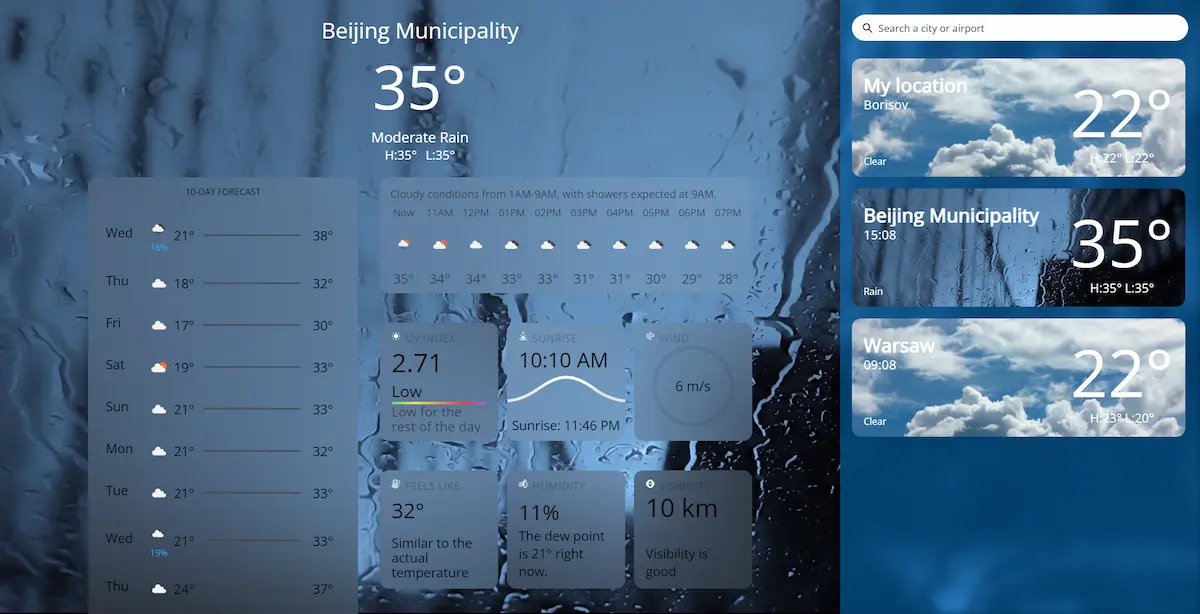 Beijing Municipality
35°
Moderate Rain
H:35° L:35°
10-DAY FORECAST
Wed 16% 21° 38°
Thu 18° 32°
Fri 17° 30°
Sat 19° 33°
Sun 21° 33°
Mon 21° 32°
Tue 21° 33°
Wed 19% 21° 33°
Thu 24° 37°
Cloudy conditions from 1AM-9AM, with showers expected at 9AM.
Now 11AM 12PM 01PM 02PM 03PM 04PM 05PM 06PM 07PM
35° 34° 34° 33° 33° 31° 31° 30° 29° 28°
UV INDEX
2.71
Low
Low for the
rest of the day
SUNRISE
10:10 AM
Sunrise: 11:46 PM
WIND
6 m/s
FEELS LIKE
32°
Similar to the
actual
temperature
HUMIDITY
11%
The dew point
is 21° right
now.
VISIBILITY
10 km
Visibility is
good
Search a city or airport
My location
Borisov
22°
Clear
H:22° L:22°
Beijing Municipality
15:08
35°
Rain
H:35° L:35°
Warsaw
09:08
22°
Clear
H:23° L:20°